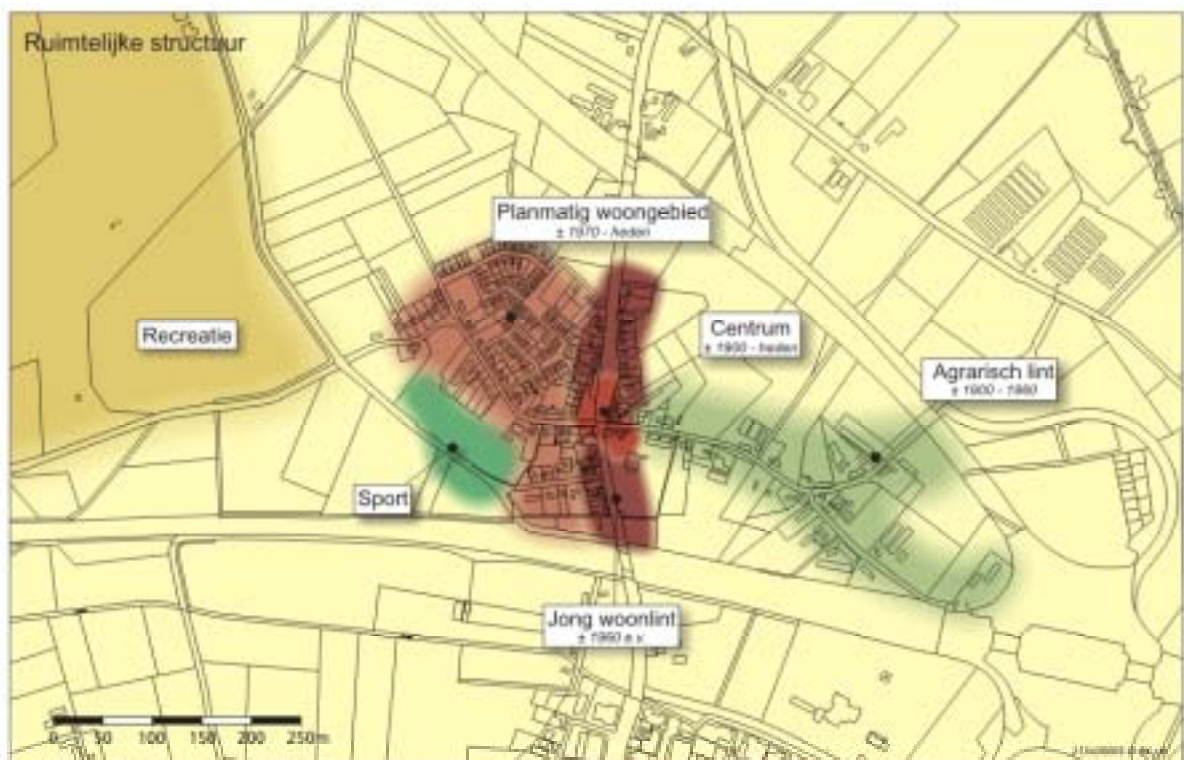 Ruimtelijke structuur
Planmatig woongebied
± 1970 - heden
Recreatie
Centrum
± 1900 - heden
Agrarisch lint
± 1900 - 1960
Sport
Jong woonlint
± 1960 e.v.
0 50 100 150 200 250m